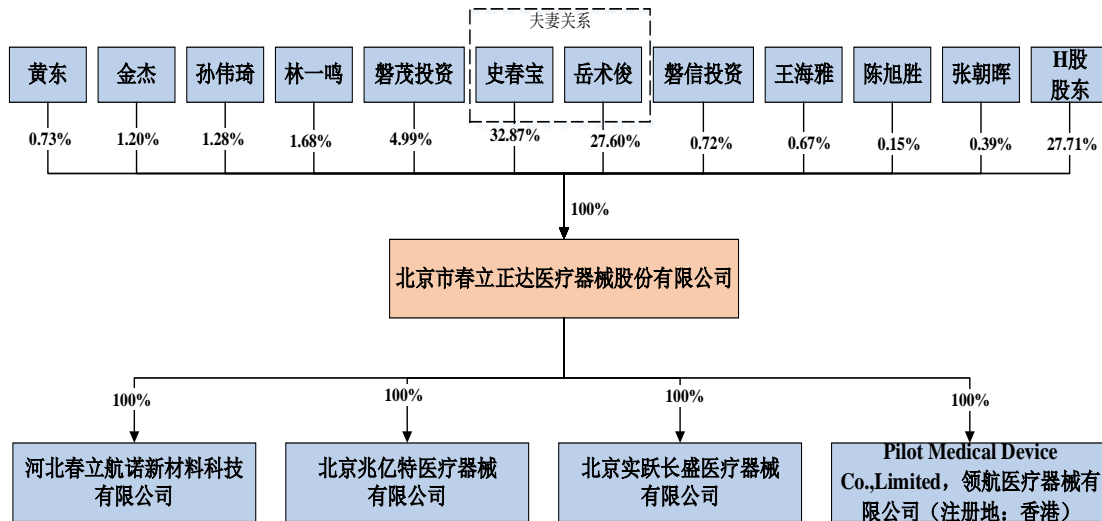 夫妻关系
黄东
金杰
孙伟琦
林一鸣
磐茂投资
史春宝
岳术俊
磐信投资
王海雅
陈旭胜
张朝晖
H股
股东
0.73%
1.20%
1.28%
1.68%
4.99%
32.87%
27.60%
0.72%
0.67%
0.15%
0.39%
27.71%
100%
北京市春立正达医疗器械股份有限公司
100%
100%
100%
100%
河北春立航诺新材料科技
有限公司
北京兆亿特医疗器械
有限公司
北京实跃长盛医疗器械
有限公司
Pilot Medical Device
Co.,Limited，领航医疗器械有
限公司（注册地：香港）